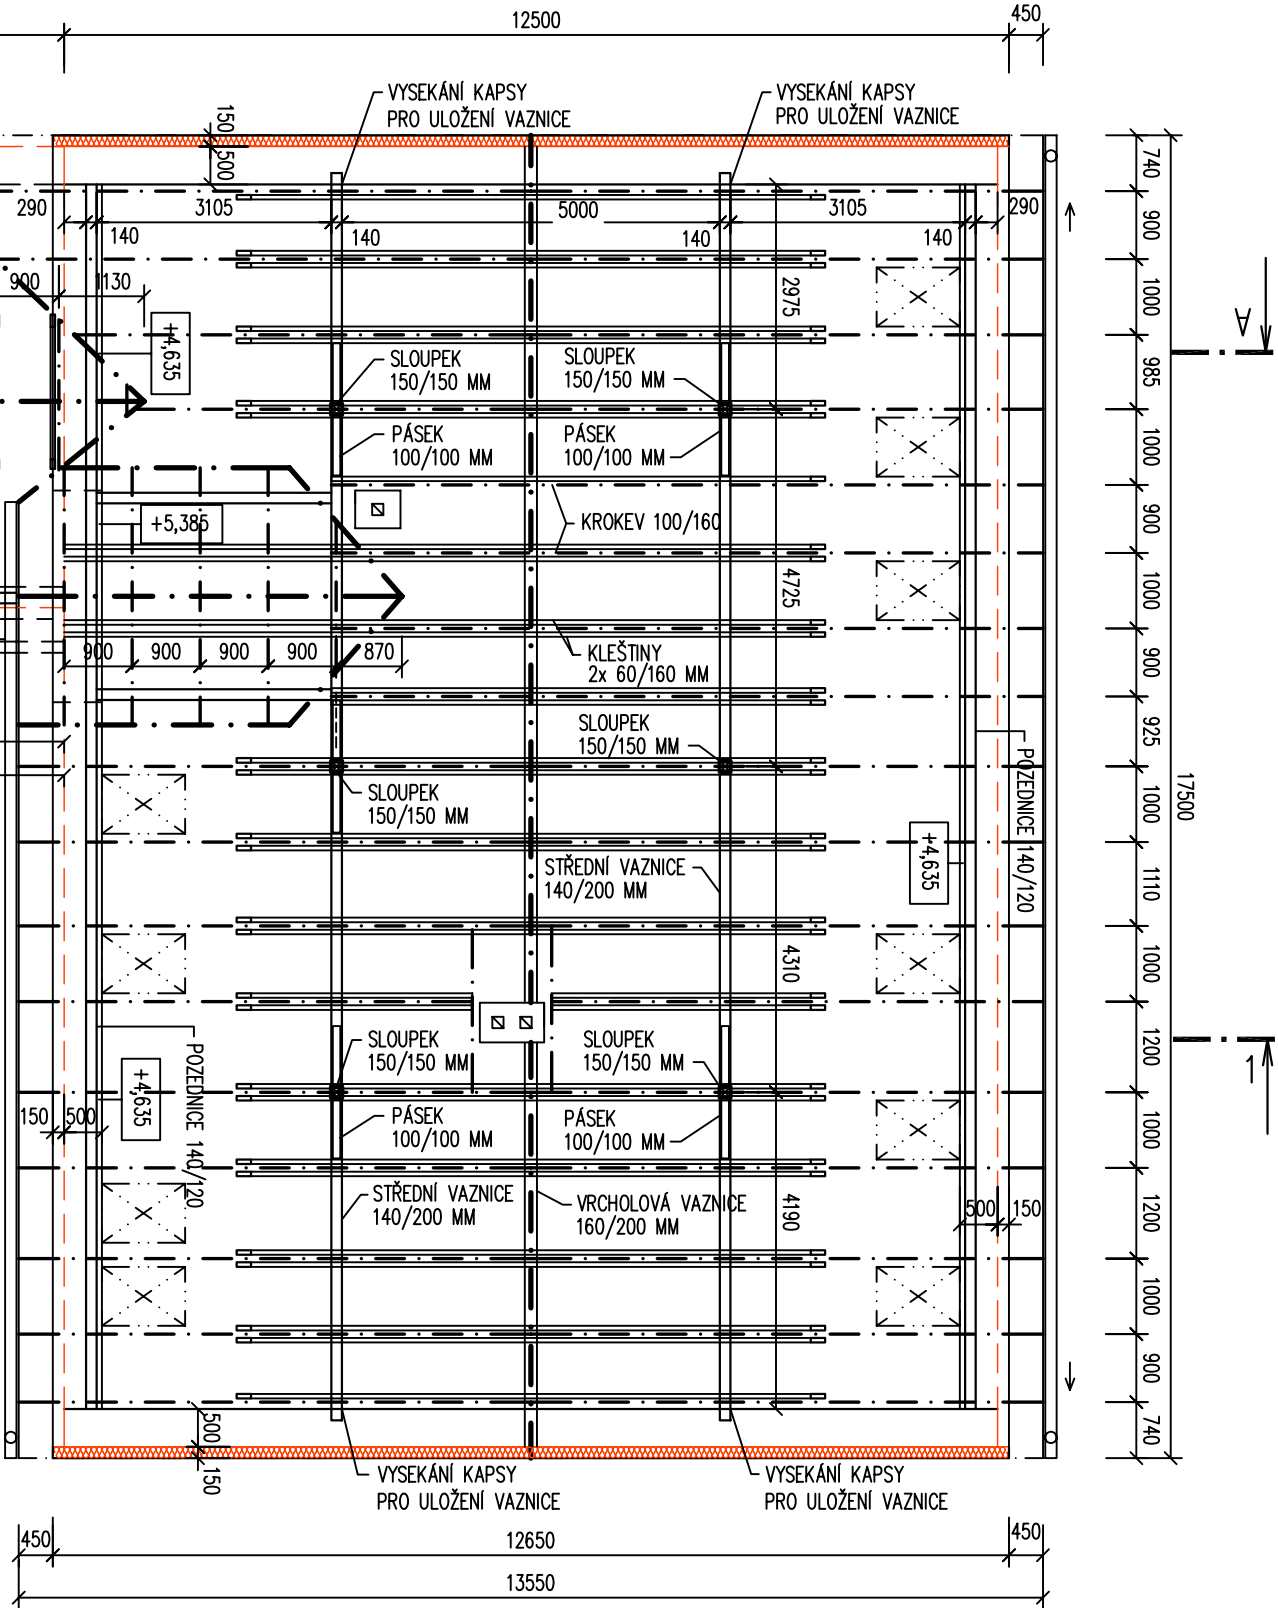 12500
450
VYSEKÁNÍ KAPSY
PRO ULOŽENÍ VAZNICE
VYSEKÁNÍ KAPSY
PRO ULOŽENÍ VAZNICE
150
500
740
290
3105
5000
3105
290
140
140
140
140
900
900
1130
2975
1000
+4,635
A
SLOUPEK
150/150 MM
SLOUPEK
150/150 MM
985
PÁSEK
100/100 MM
PÁSEK
100/100 MM
1000
+5,385
KROKEV 100/160
900
4725
1000
900
900
900
900
870
KLEŠTINY
2x 60/160 MM
900
SLOUPEK
150/150 MM
925
POZEDNICE 140/120
17500
SLOUPEK
150/150 MM
1000
STŘEDNÍ VAZNICE
140/200 MM
+4,635
1110
4310
1000
SLOUPEK
150/150 MM
SLOUPEK
150/150 MM
1200
1
POZEDNICE 140/120
+4,635
150
500
PÁSEK
100/100 MM
PÁSEK
100/100 MM
1000
STŘEDNÍ VAZNICE
140/200 MM
VRCHOLOVÁ VAZNICE
160/200 MM
4190
500
150
1200
1000
900
500
150
740
VYSEKÁNÍ KAPSY
PRO ULOŽENÍ VAZNICE
VYSEKÁNÍ KAPSY
PRO ULOŽENÍ VAZNICE
450
12650
450
13550